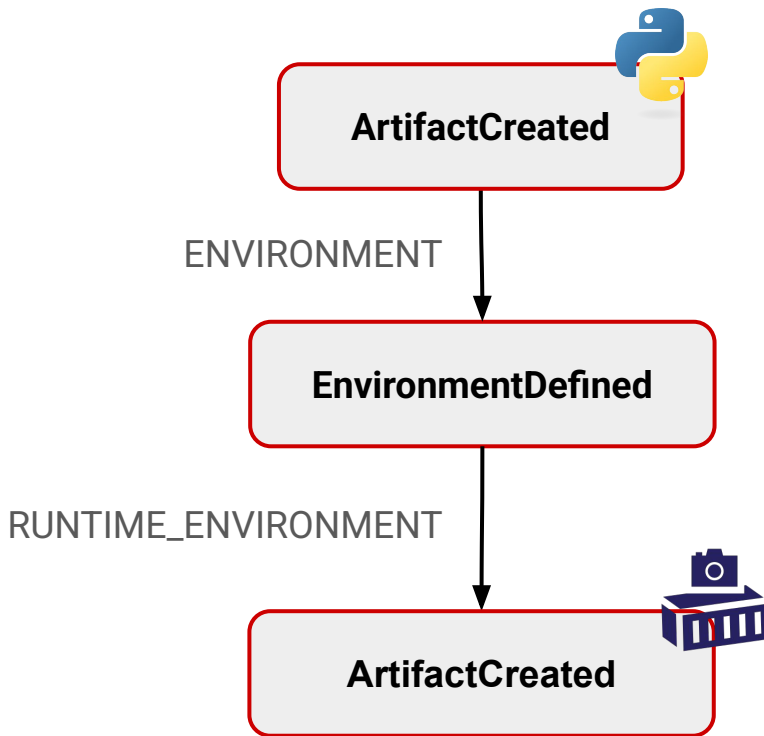 ArtifactCreated
ENVIRONMENT
EnvironmentDefined
RUNTIME_ENVIRONMENT
ArtifactCreated